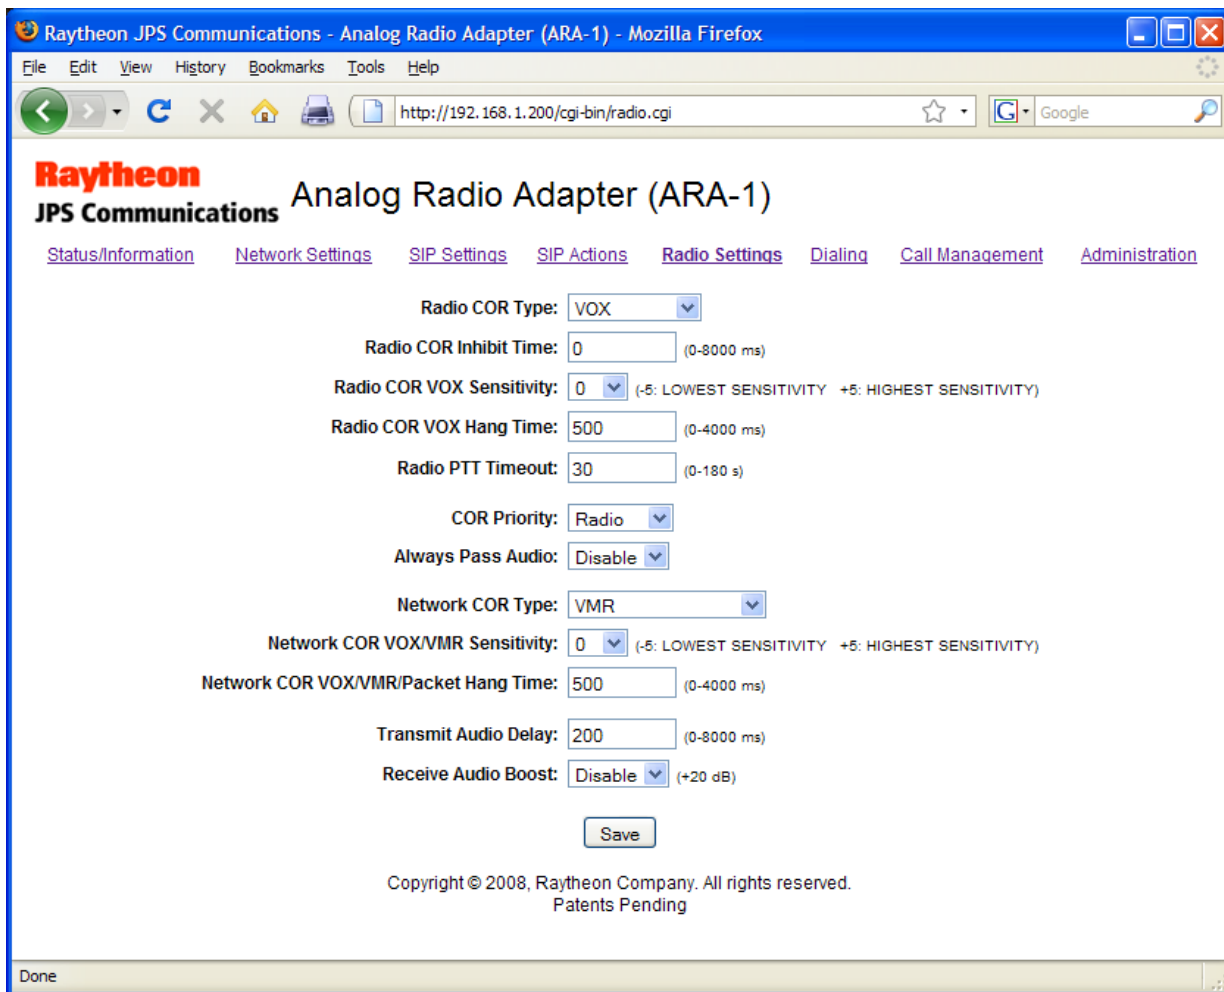 Raytheon JPS Communications - Analog Radio Adapter (ARA-1) - Mozilla Firefox
File Edit View History Bookmarks Tools Help
http://192.168.1.200/cgi-bin/radio.cgi G Google
Raytheon
JPS Communications
Analog Radio Adapter (ARA-1)
Status/Information Network Settings SIP Settings SIP Actions Radio Settings Dialing Call Management Administration
Radio COR Type: VOX
Radio COR Inhibit Time: 0 (0-8000 ms)
Radio COR VOX Sensitivity: 0 (-5: LOWEST SENSITIVITY +5: HIGHEST SENSITIVITY)
Radio COR VOX Hang Time: 500 (0-4000 ms)
Radio PTT Timeout: 30 (0-180 s)
COR Priority: Radio
Always Pass Audio: Disable
Network COR Type: VMR
Network COR VOX/VMR Sensitivity: 0 (-5: LOWEST SENSITIVITY +5: HIGHEST SENSITIVITY)
Network COR VOX/VMR/Packet Hang Time: 500 (0-4000 ms)
Transmit Audio Delay: 200 (0-8000 ms)
Receive Audio Boost: Disable (+20 dB)
Save
Copyright © 2008, Raytheon Company. All rights reserved.
Patents Pending
Done